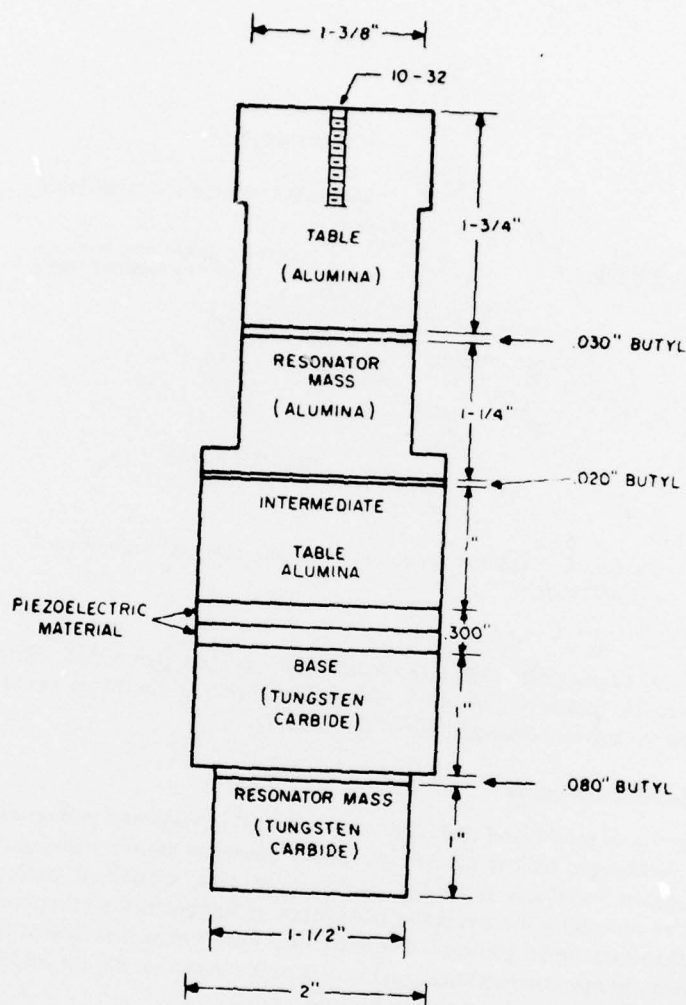 1-3/8"
10-32
TABLE
(ALUMINA)
1-3/4"
.030" BUTYL
RESONATOR
MASS
(ALUMINA)
1-1/4"
.020" BUTYL
INTERMEDIATE
TABLE
ALUMINA
1"
PIEZOELECTRIC
MATERIAL
.300"
BASE
(TUNGSTEN
CARBIDE)
1"
.080" BUTYL
RESONATOR MASS
(TUNGSTEN
CARBIDE)
1"
1-1/2"
2"